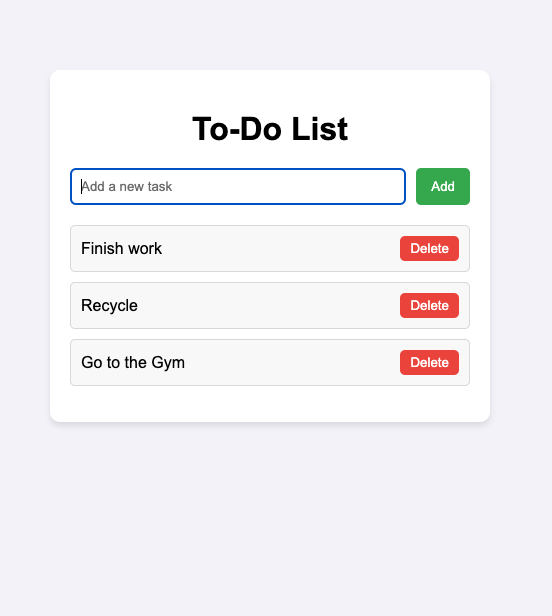 To-Do List
Add a new task Add
Finish work Delete
Recycle Delete
Go to the Gym Delete